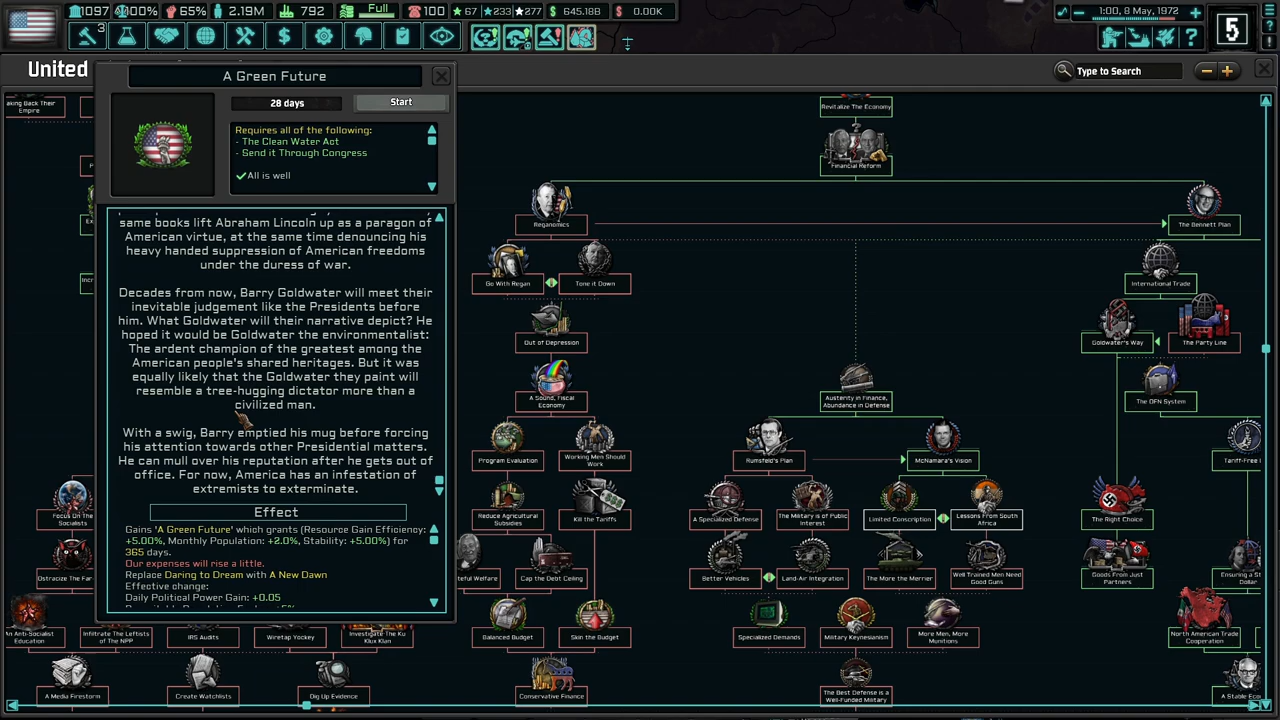 1097
100%
65%
2.19M
792
Full
100
67
233
277
$ 645.188
$ 0.00K
1:00, 8 May, 1972
3
5
United
Type to Search
A Green Future
28 days
Start
Requires all of the following:
- The Clean Water Act
- Send it Through Congress
All is well
same books lift Abraham Lincoln up as a paragon of
American virtue, at the same time denouncing his
heavy handed suppression of American freedoms
under the duress of war.
Decades from now, Barry Goldwater will meet their
inevitable judgement like the Presidents before
him. What Goldwater will their narrative depict? He
hoped it would be Goldwater the environmentalist:
The ardent champion of the greatest among the
American people's shared heritages. But it was
equally likely that the Goldwater they paint will
resemble a tree-hugging dictator more than a
civilized man.
With a swig, Barry emptied his mug before forcing
his attention towards other Presidential matters.
He can mull over his reputation after he gets out of
office. For now, America has an infestation of
extremists to exterminate.
Effect
Gains 'A Green Future' which grants (Resource Gain Efficiency:
+5.00%, Monthly Population: +2.0%, Stability: +5.00%) for
365 days.
Our expenses will rise a little.
Replace Daring to Dream with A New Dawn
Effective change:
Daily Political Power Gain: +0.05
aking Back Their
Empire
Revitalize The Economy
Financial Reform
Reganomics
The Bennett Plan
Go With Regan
Tone it Down
International Trade
Out of Depression
Goldwater's Way
The Party Line
A Sound, Fiscal
Economy
Austerity in Finance,
Abundance in Defense
The OFN System
Program Evaluation
Working Men Should
Work
Rumsfeld's Plan
McNamara's Vision
Tariff-Free
Focus On The
Socialists
Reduce Agricultural
Subsidies
Kill the Tariffs
A Specialized Defense
The Military is of Public
Interest
Limited Conscription
Lessons From South
Africa
The Right Choice
Ostracize The Far
teful Welfare
Cap the Debt Ceiling
Better Vehicles
Land-Air Integration
The More the Merrier
Well Trained Men Need
Good Guns
Goods From Just
Partners
Ensuring a S
Dollar
An Anti-Socialist
Education
Infiltrate The Leftists
of The NPP
IRS Audits
Wiretap Yockey
Investigate The Ku
Klux Klan
Balanced Budget
Skin the Budget
Specialized Demands
Military Keynesianism
More Men, More
Munitions
North American Trade
Cooperation
A Media Firestorm
Create Watchlists
Dig Up Evidence
Conservative Finance
The Best Defense is a
Well-Funded Military
A Stable Eco